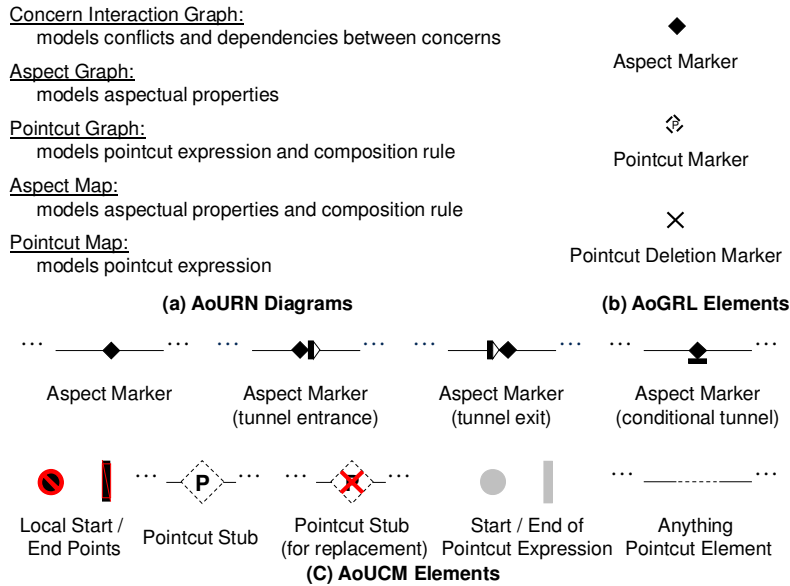 Concern Interaction Graph:
models conflicts and dependencies between concerns
Aspect Graph:
models aspectual properties
Pointcut Graph:
models pointcut expression and composition rule
Aspect Map:
models aspectual properties and composition rule
Pointcut Map:
models pointcut expression
(a) AoURN Diagrams
Aspect Marker
P
Pointcut Marker
Pointcut Deletion Marker
(b) AoGRL Elements
Aspect Marker
Aspect Marker
(tunnel entrance)
Aspect Marker
(tunnel exit)
Aspect Marker
(conditional tunnel)
Local Start /
End Points
P
Pointcut Stub
P
Pointcut Stub
(for replacement)
Start / End of
Pointcut Expression
Anything
Pointcut Element
(C) AoUCM Elements